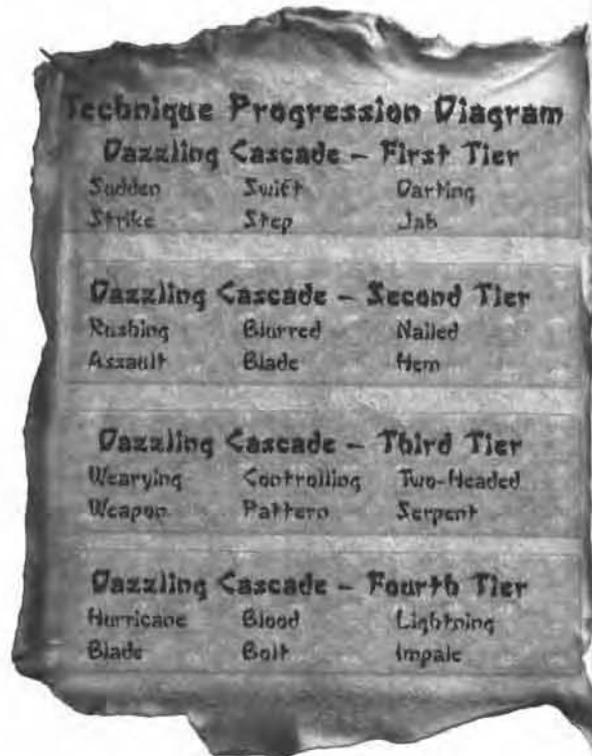 Technique Progression Diagram
Dazzling Cascade – First Tier
Sudden Swift Darting
Strike Step Jab
Dazzling Cascade – Second Tier
Rushing Blurred Nailed
Assault Blade Hem
Dazzling Cascade – Third Tier
Wearying Controlling Two-Headed
Weapon Pattern Serpent
Dazzling Cascade – Fourth Tier
Hurricane Blood Lightning
Blade Bolt Impale